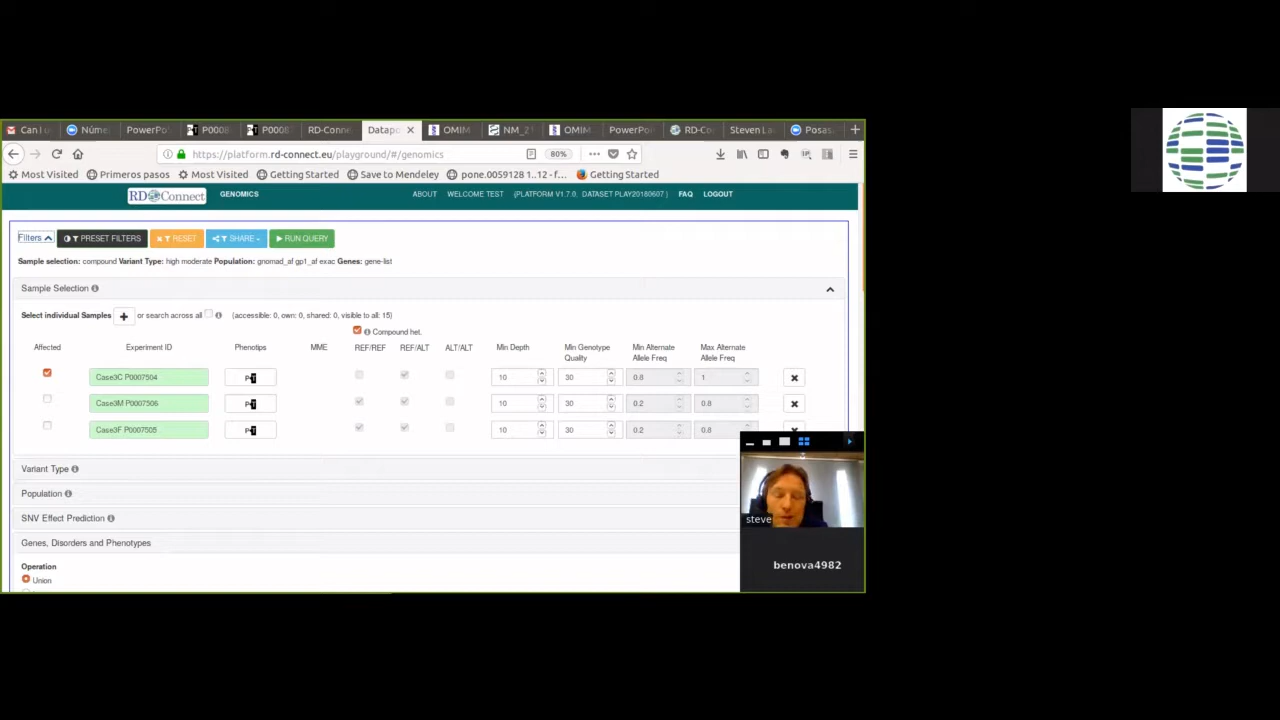 Can I u Núme PowerPo P0008 P0008 RD-Conne Datapo OMIM NM_2 OMIM PowerPo RD-Co Steven La Posas
https://platform.rd-connect.eu/playground/#/genomics 80%
Most Visited Primeros pasos Most Visited Getting Started Save to Mendeley pone.0059128 1..12 - f... Getting Started
RD Connect GENOMICS ABOUT WELCOME TEST (PLATFORM V1.7.0, DATASET PLAY20180607 ) FAQ LOGOUT
Filters PRESET FILTERS RESET SHARE RUN QUERY
Sample selection: compound Variant Type: high moderate Population: gnomad_af gp1_af exac Genes: gene-list
Sample Selection
Select individual Samples + or search across all (accessible: 0, own: 0, shared: 0, visible to all: 15)
Compound het.
Affected Experiment ID Phenotips MME REF/REF REF/ALT ALT/ALT Min Depth Min Genotype Quality Min Alternate Allele Freq Max Alternate Allele Freq
Case3C P0007504 10 30 0.8 1
Case3M P0007506 10 30 0.2 0.8
Case3F P0007505 10 30 0.2 0.8
Variant Type
Population
SNV Effect Prediction
Genes, Disorders and Phenotypes
Operation
Union
steve
benova4982